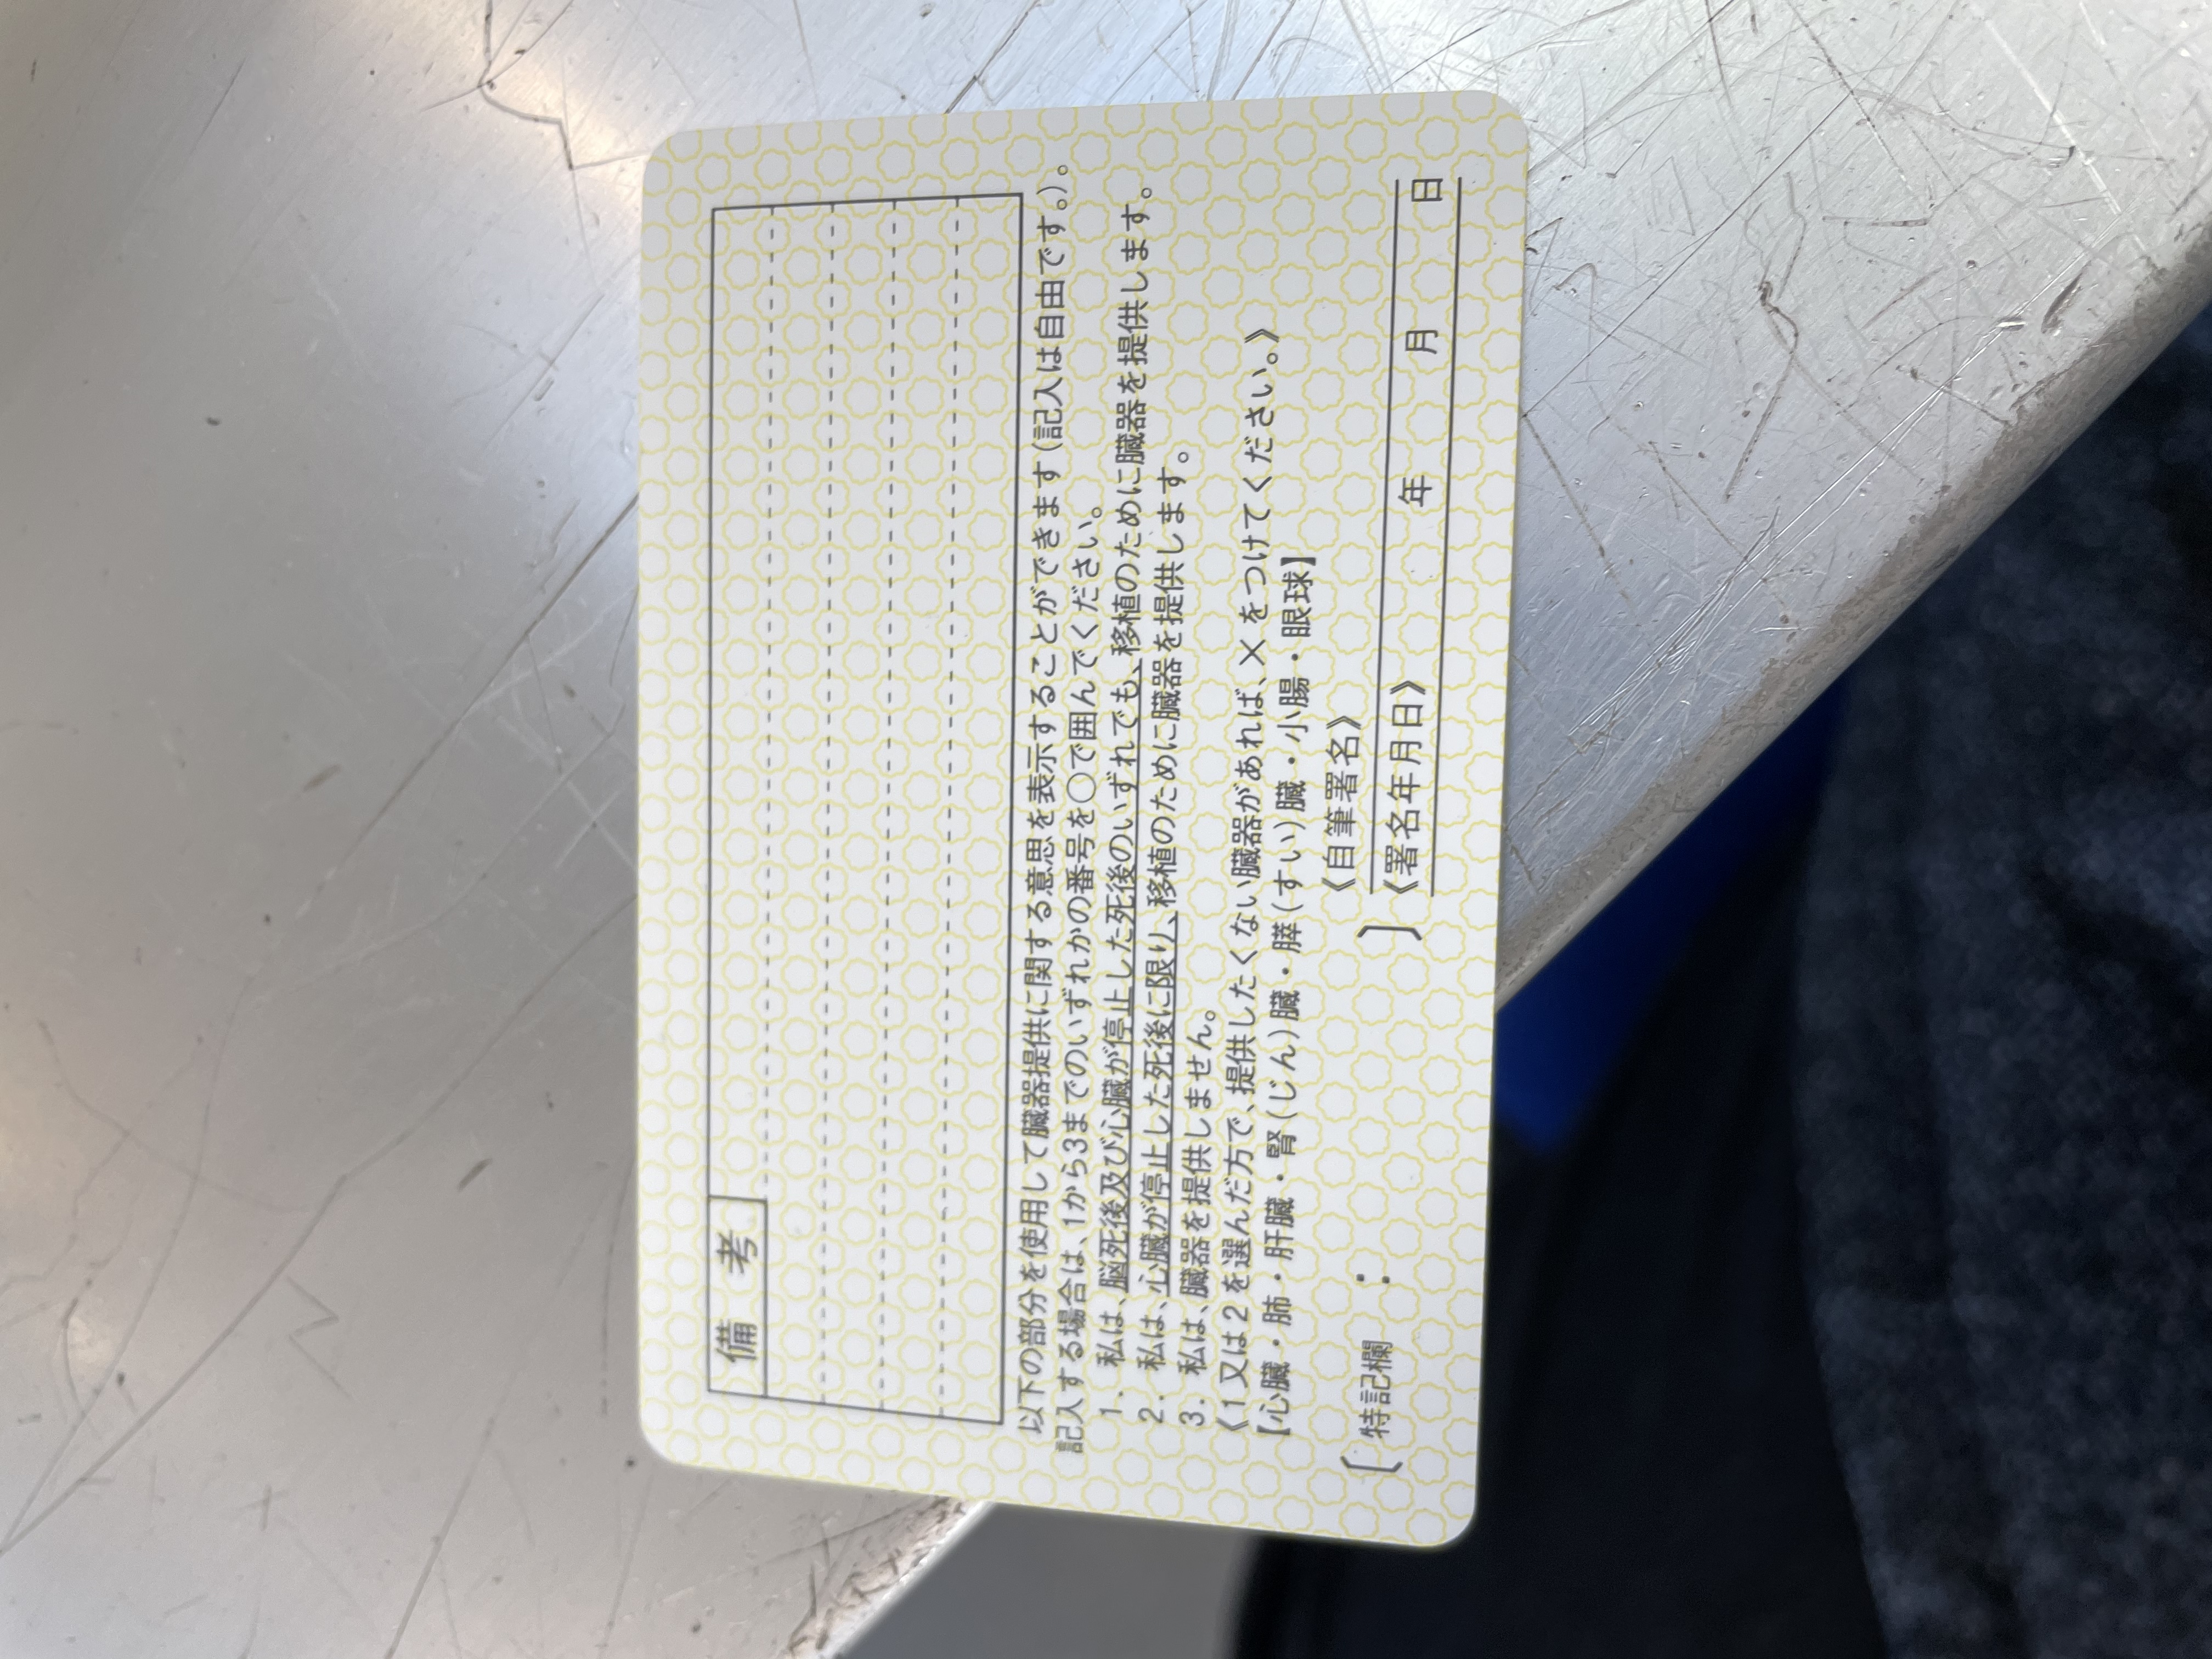 備 考
以下の部分を使用して臓器提供に関する意思を表示することができます(記入は自由です。)。
記入する場合は、1から3までのいずれかの番号を○で囲んでください。
1. 私は、脳死後及び心臓が停止した死後のいずれでも、移植のために臓器を提供します。
2. 私は、心臓が停止した死後に限り、移植のために臓器を提供します。
3. 私は、臓器を提供しません。
《1又は2を選んだ方で、提供したくない臓器があれば、×をつけてください。》
【心臓・肺・肝臓・腎(じん)臓・膵(すい)臓・小腸・眼球】
〔特記欄: 〕
《自筆署名》
《署名年月日》 年 月 日